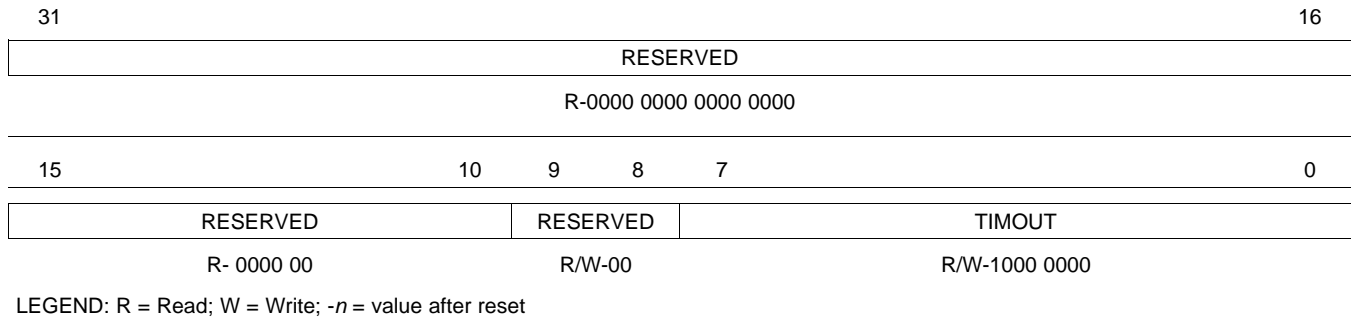 31 16
RESERVED
R-0000 0000 0000 0000
15 10 9 8 7 0
RESERVED RESERVED TIMOUT
R- 0000 00 R/W-00 R/W-1000 0000
LEGEND: R = Read; W = Write; -n = value after reset